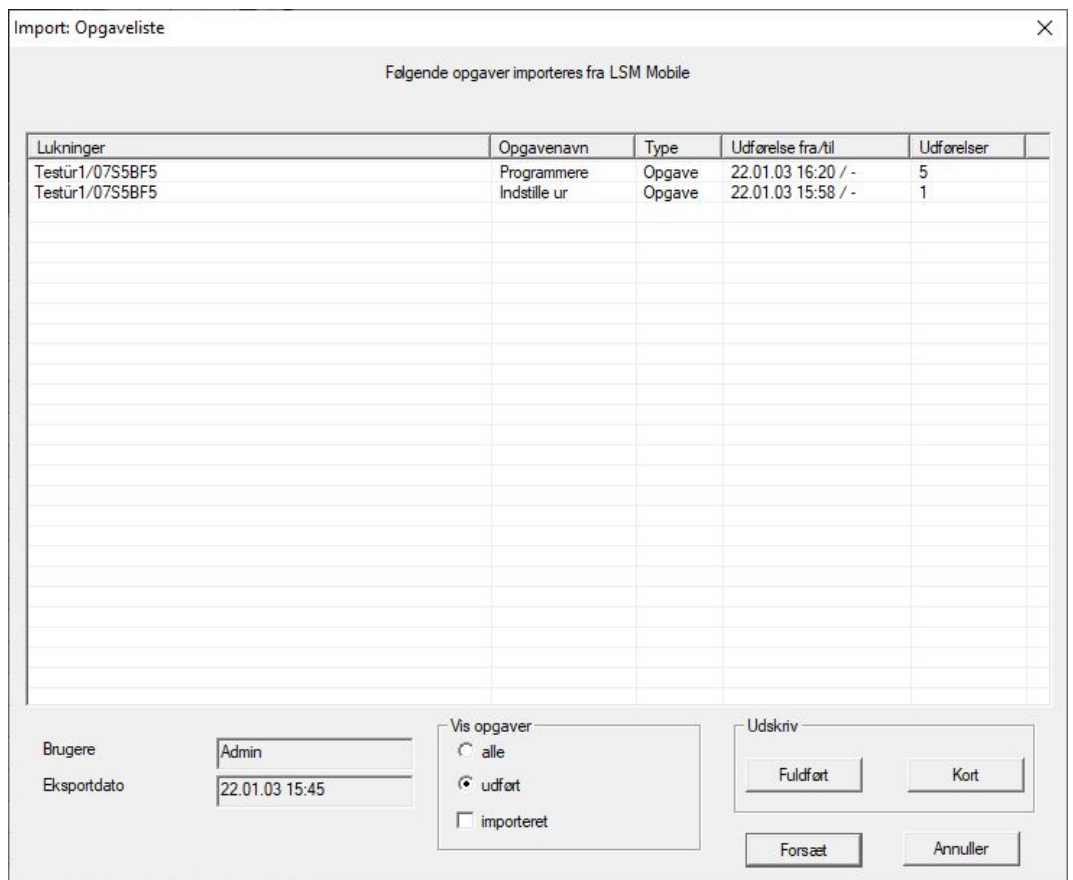 Import: Opgaveliste
Følgende opgaver importeres fra LSM Mobile
Lukninger Opgavenavn Type Udførelse fra/til Udførelser
Testür1/07S5BF5 Programmere Opgave 22.01.03 16:20 / - 5
Testür1/07S5BF5 Indstille ur Opgave 22.01.03 15:58 / - 1
Brugere Admin
Eksportdato 22.01.03 15:45
Vis opgaver
alle
udført
importeret
Udskriv
Fuldført Kort
Forsæt Annuller